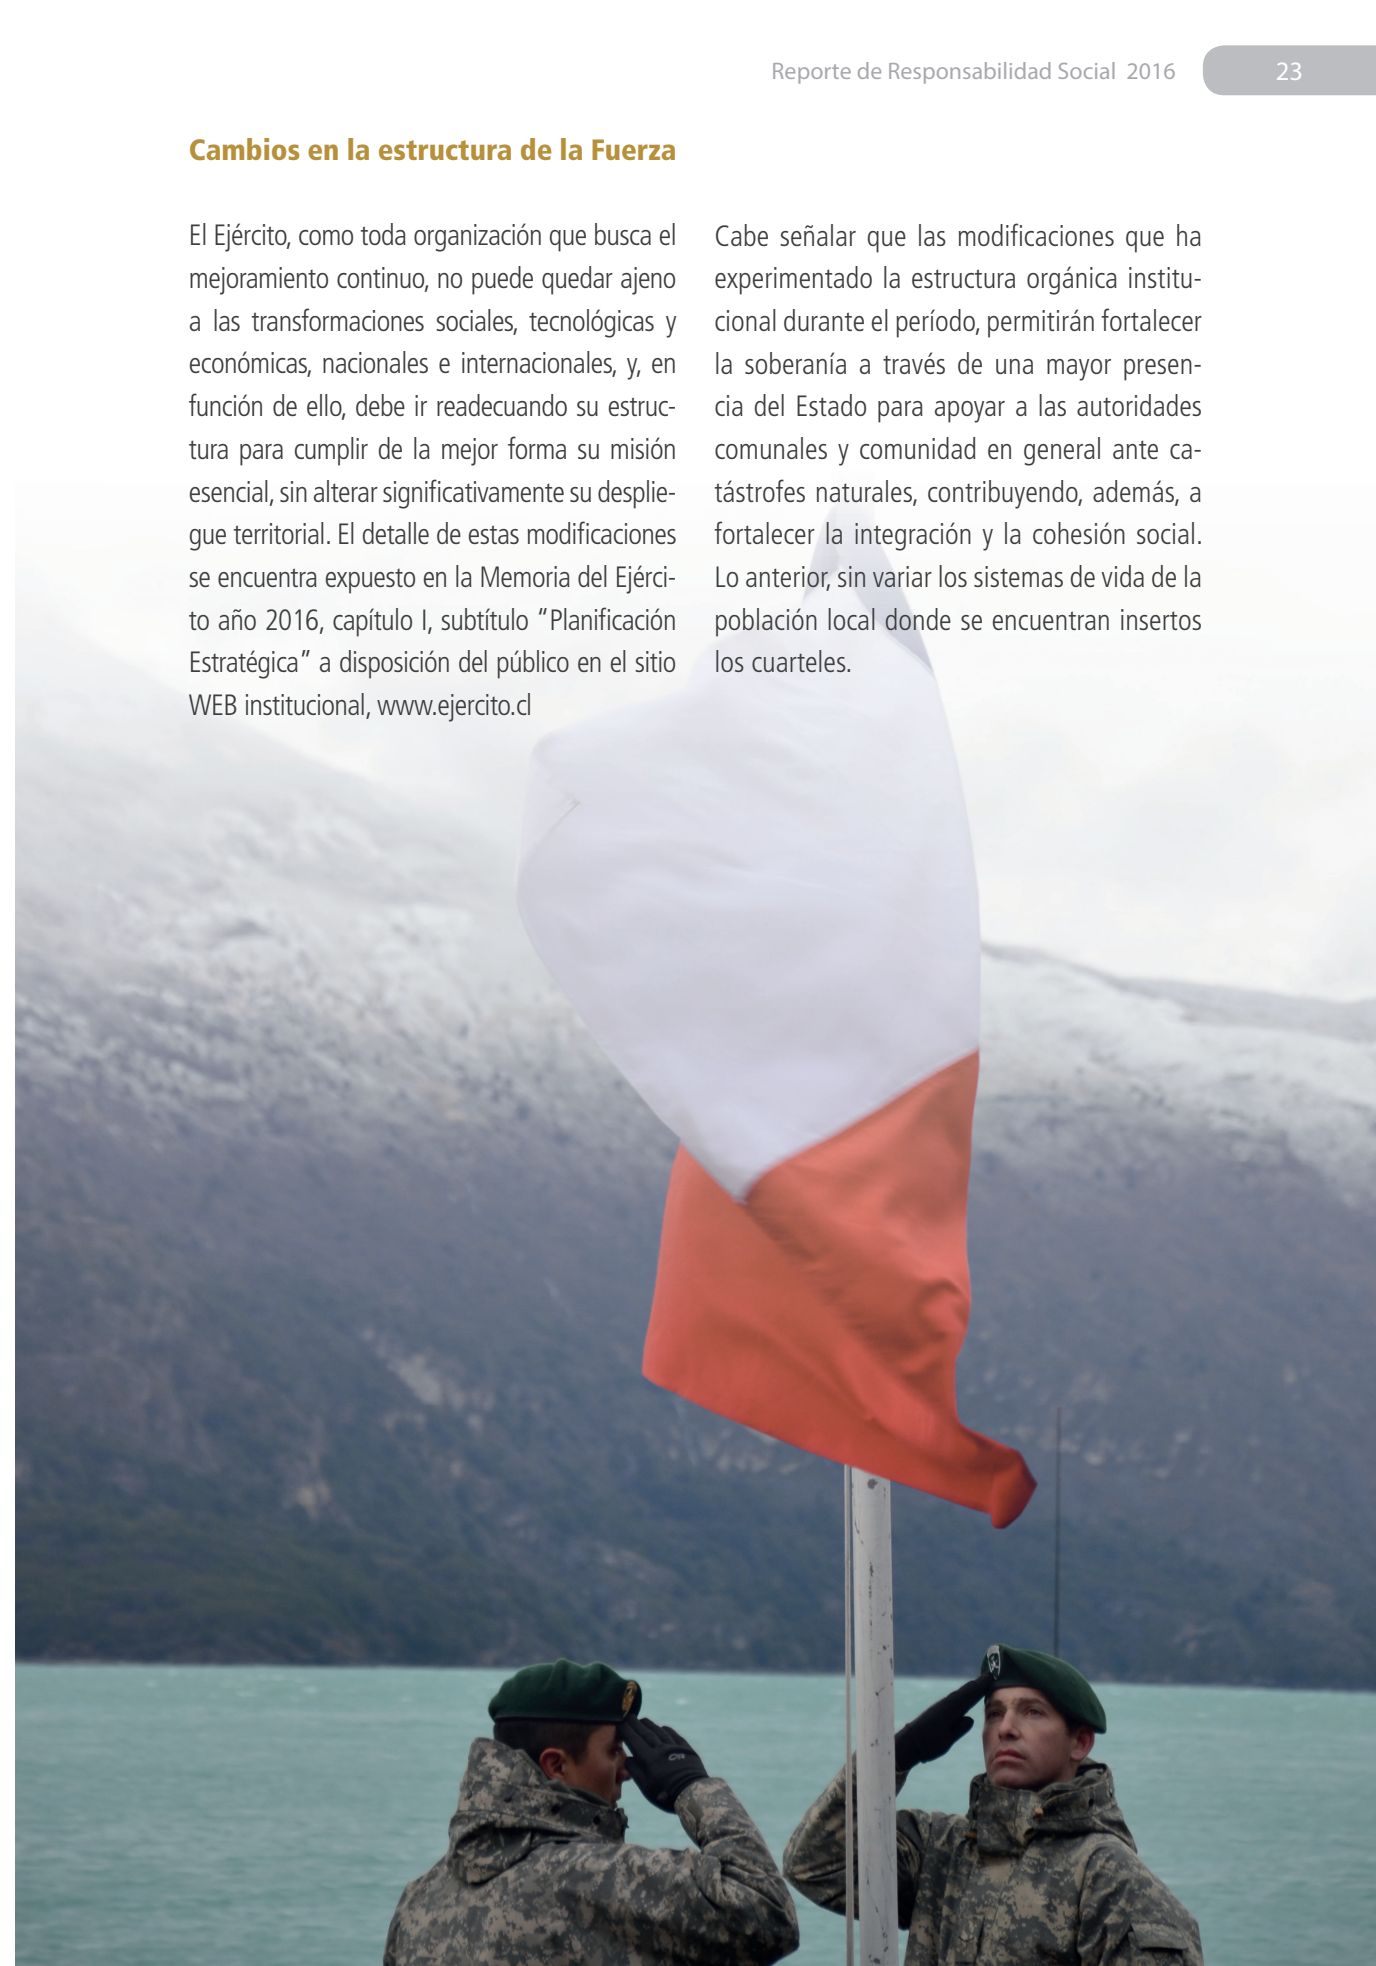 Reporte de Responsabilidad Social 2016
23
Cambios en la estructura de la Fuerza
El Ejército, como toda organización que busca el
mejoramiento continuo, no puede quedar ajeno
a las transformaciones sociales, tecnológicas y
económicas, nacionales e internacionales, y, en
función de ello, debe ir readecuando su estruc-
tura para cumplir de la mejor forma su misión
esencial, sin alterar significativamente su desplie-
gue territorial. El detalle de estas modificaciones
se encuentra expuesto en la Memoria del Ejérci-
to año 2016, capítulo I, subtítulo “Planificación
Estratégica” a disposición del público en el sitio
WEB institucional, www.ejercito.cl
Cabe señalar que las modificaciones que ha
experimentado la estructura orgánica institu-
cional durante el período, permitirán fortalecer
la soberanía a través de una mayor presen-
cia del Estado para apoyar a las autoridades
comunales y comunidad en general ante ca-
tástrofes naturales, contribuyendo, además, a
fortalecer la integración y la cohesión social.
Lo anterior, sin variar los sistemas de vida de la
población local donde se encuentran insertos
los cuarteles.